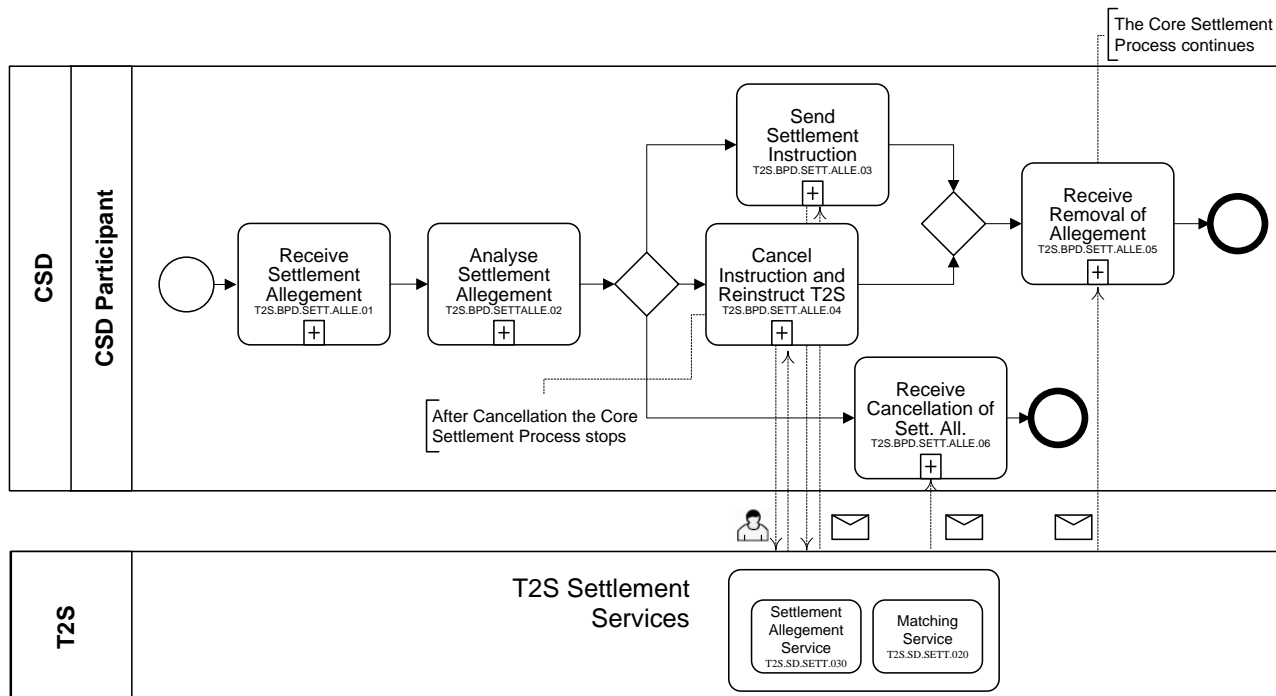 The Core Settlement
Process continues
CSD
CSD Participant
Send
Settlement
Instruction
T2S.BPD.SETT.ALLE.03
Receive
Settlement
Allegement
T2S.BPD.SETT.ALLE.01
Analyse
Settlement
Allegement
T2S.BPD.SETTALLE.02
Cancel
Instruction and
Reinstruct T2S
T2S.BPD.SETT.ALLE.04
Receive
Removal of
Allegement
T2S.BPD.SETT.ALLE.05
After Cancellation the Core
Settlement Process stops
Receive
Cancellation of
Sett. All.
T2S.BPD.SETT.ALLE.06
T2S
T2S Settlement
Services
Settlement
Allegement
Service
T2S.SD.SETT.030
Matching
Service
T2S.SD.SETT.020